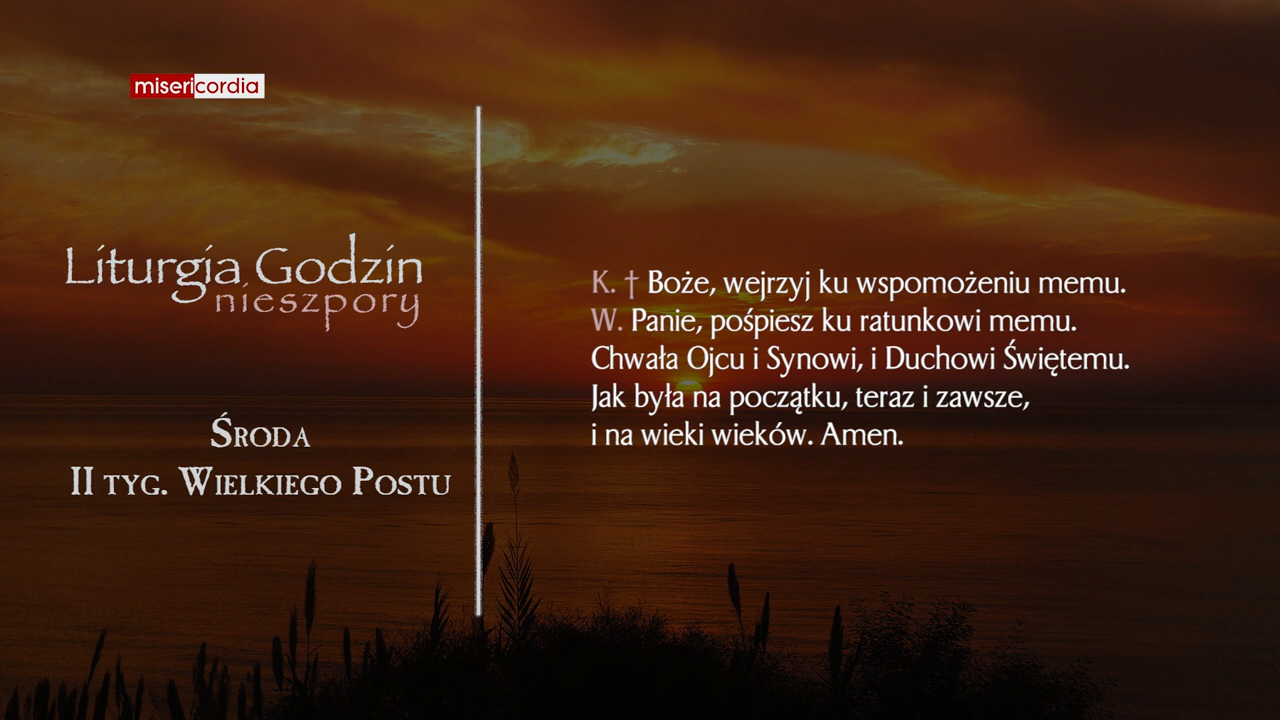 misericordia
Liturgia Godzin
nieszpory
Środa
II tyg. Wielkiego Postu
K. † Boże, wejrzyj ku wspomożeniu memu.
W. Panie, pośpiesz ku ratunkowi memu.
Chwała Ojcu i Synowi, i Duchowi Świętemu.
Jak była na początku, teraz i zawsze,
i na wieki wieków. Amen.